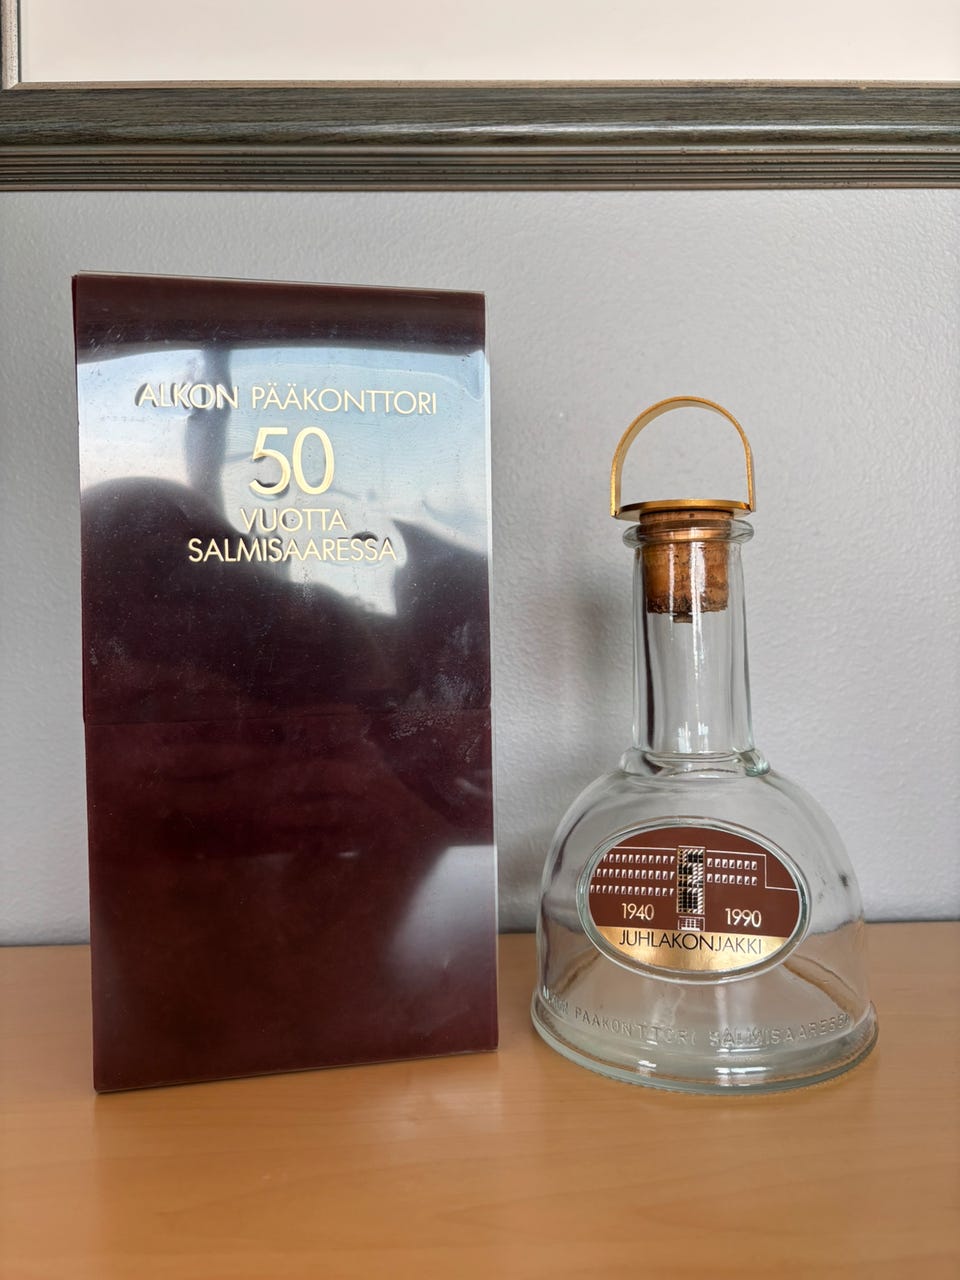 ALKON PÄÄKONTTORI
50
VUOTTA
SALMISAARESSA
1940 1990
JUHLAKONJAKKI
ALKON PÄÄKONTTORI SALMISAARESSA